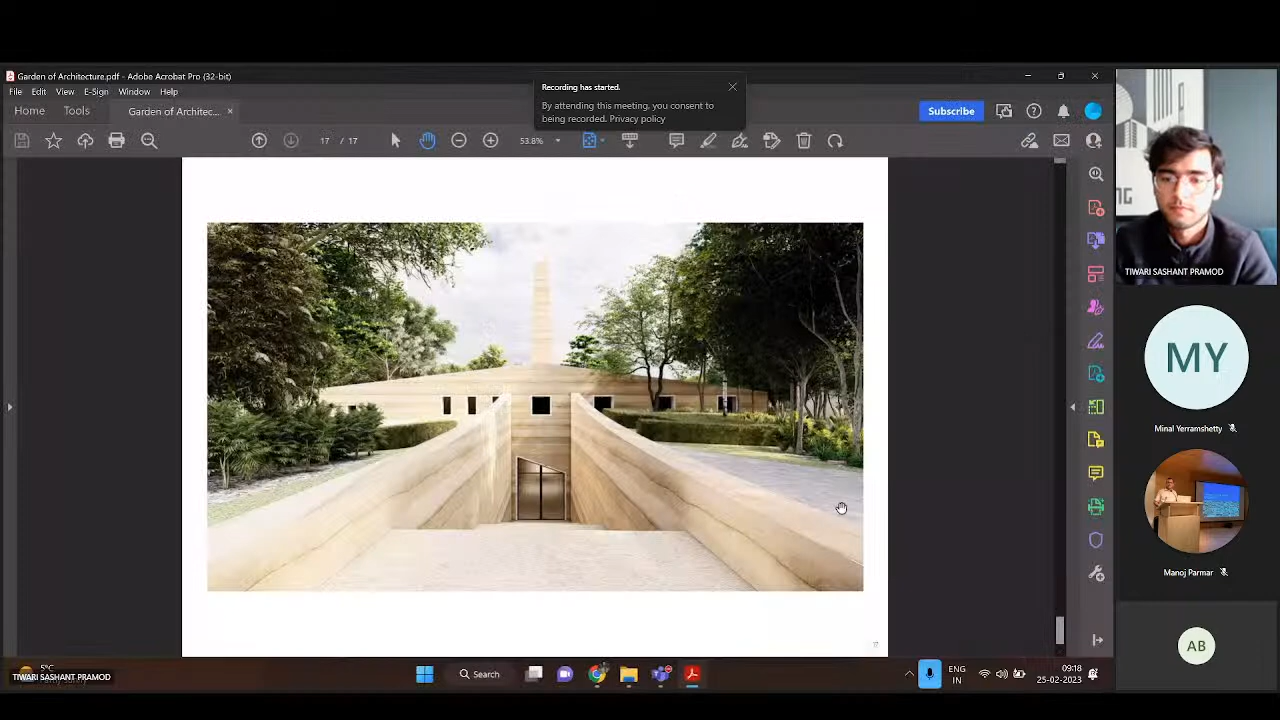 Garden of Architecture.pdf - Adobe Acrobat Pro (32-bit)
File Edit View E-Sign Window Help
Home Tools Garden of Architec... ×
Recording has started.
By attending this meeting, you consent to
being recorded. Privacy policy
Subscribe
17 / 17
53.8%
NG
TIWARI SASHANT PRAMOD
MY
Minal Yerramshetty
Manoj Parmar
AB
17
5°C
TIWARI SASHANT PRAMOD
Search
ENG
IN
09:18
25-02-2023